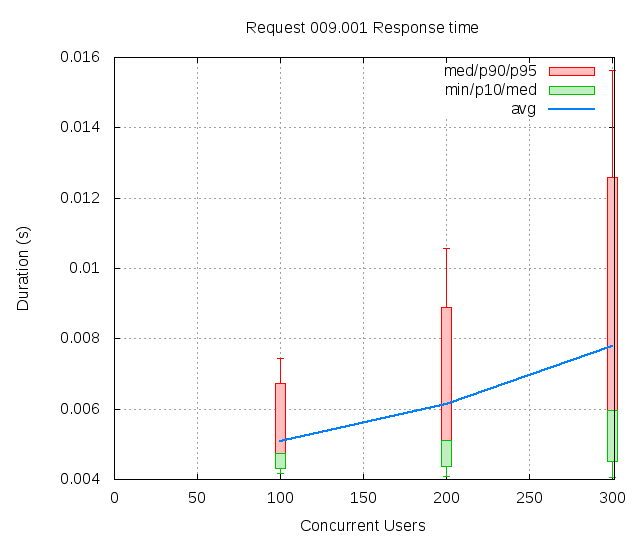 Request 009.001 Response time
0.016
0.014
0.012
0.01
0.008
0.006
0.004
Duration (s)
med/p90/p95
min/p10/med
avg
0 50 100 150 200 250 300
Concurrent Users